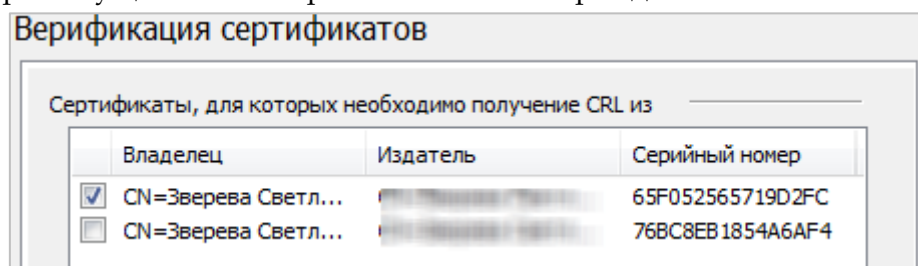 Верификация сертификатов
Сертификаты, для которых необходимо получение CRL из
Владелец Издатель Серийный номер
CN=Зверева Светл... 65F052565719D2FC
CN=Зверева Светл... 76BC8EB1854A6AF4